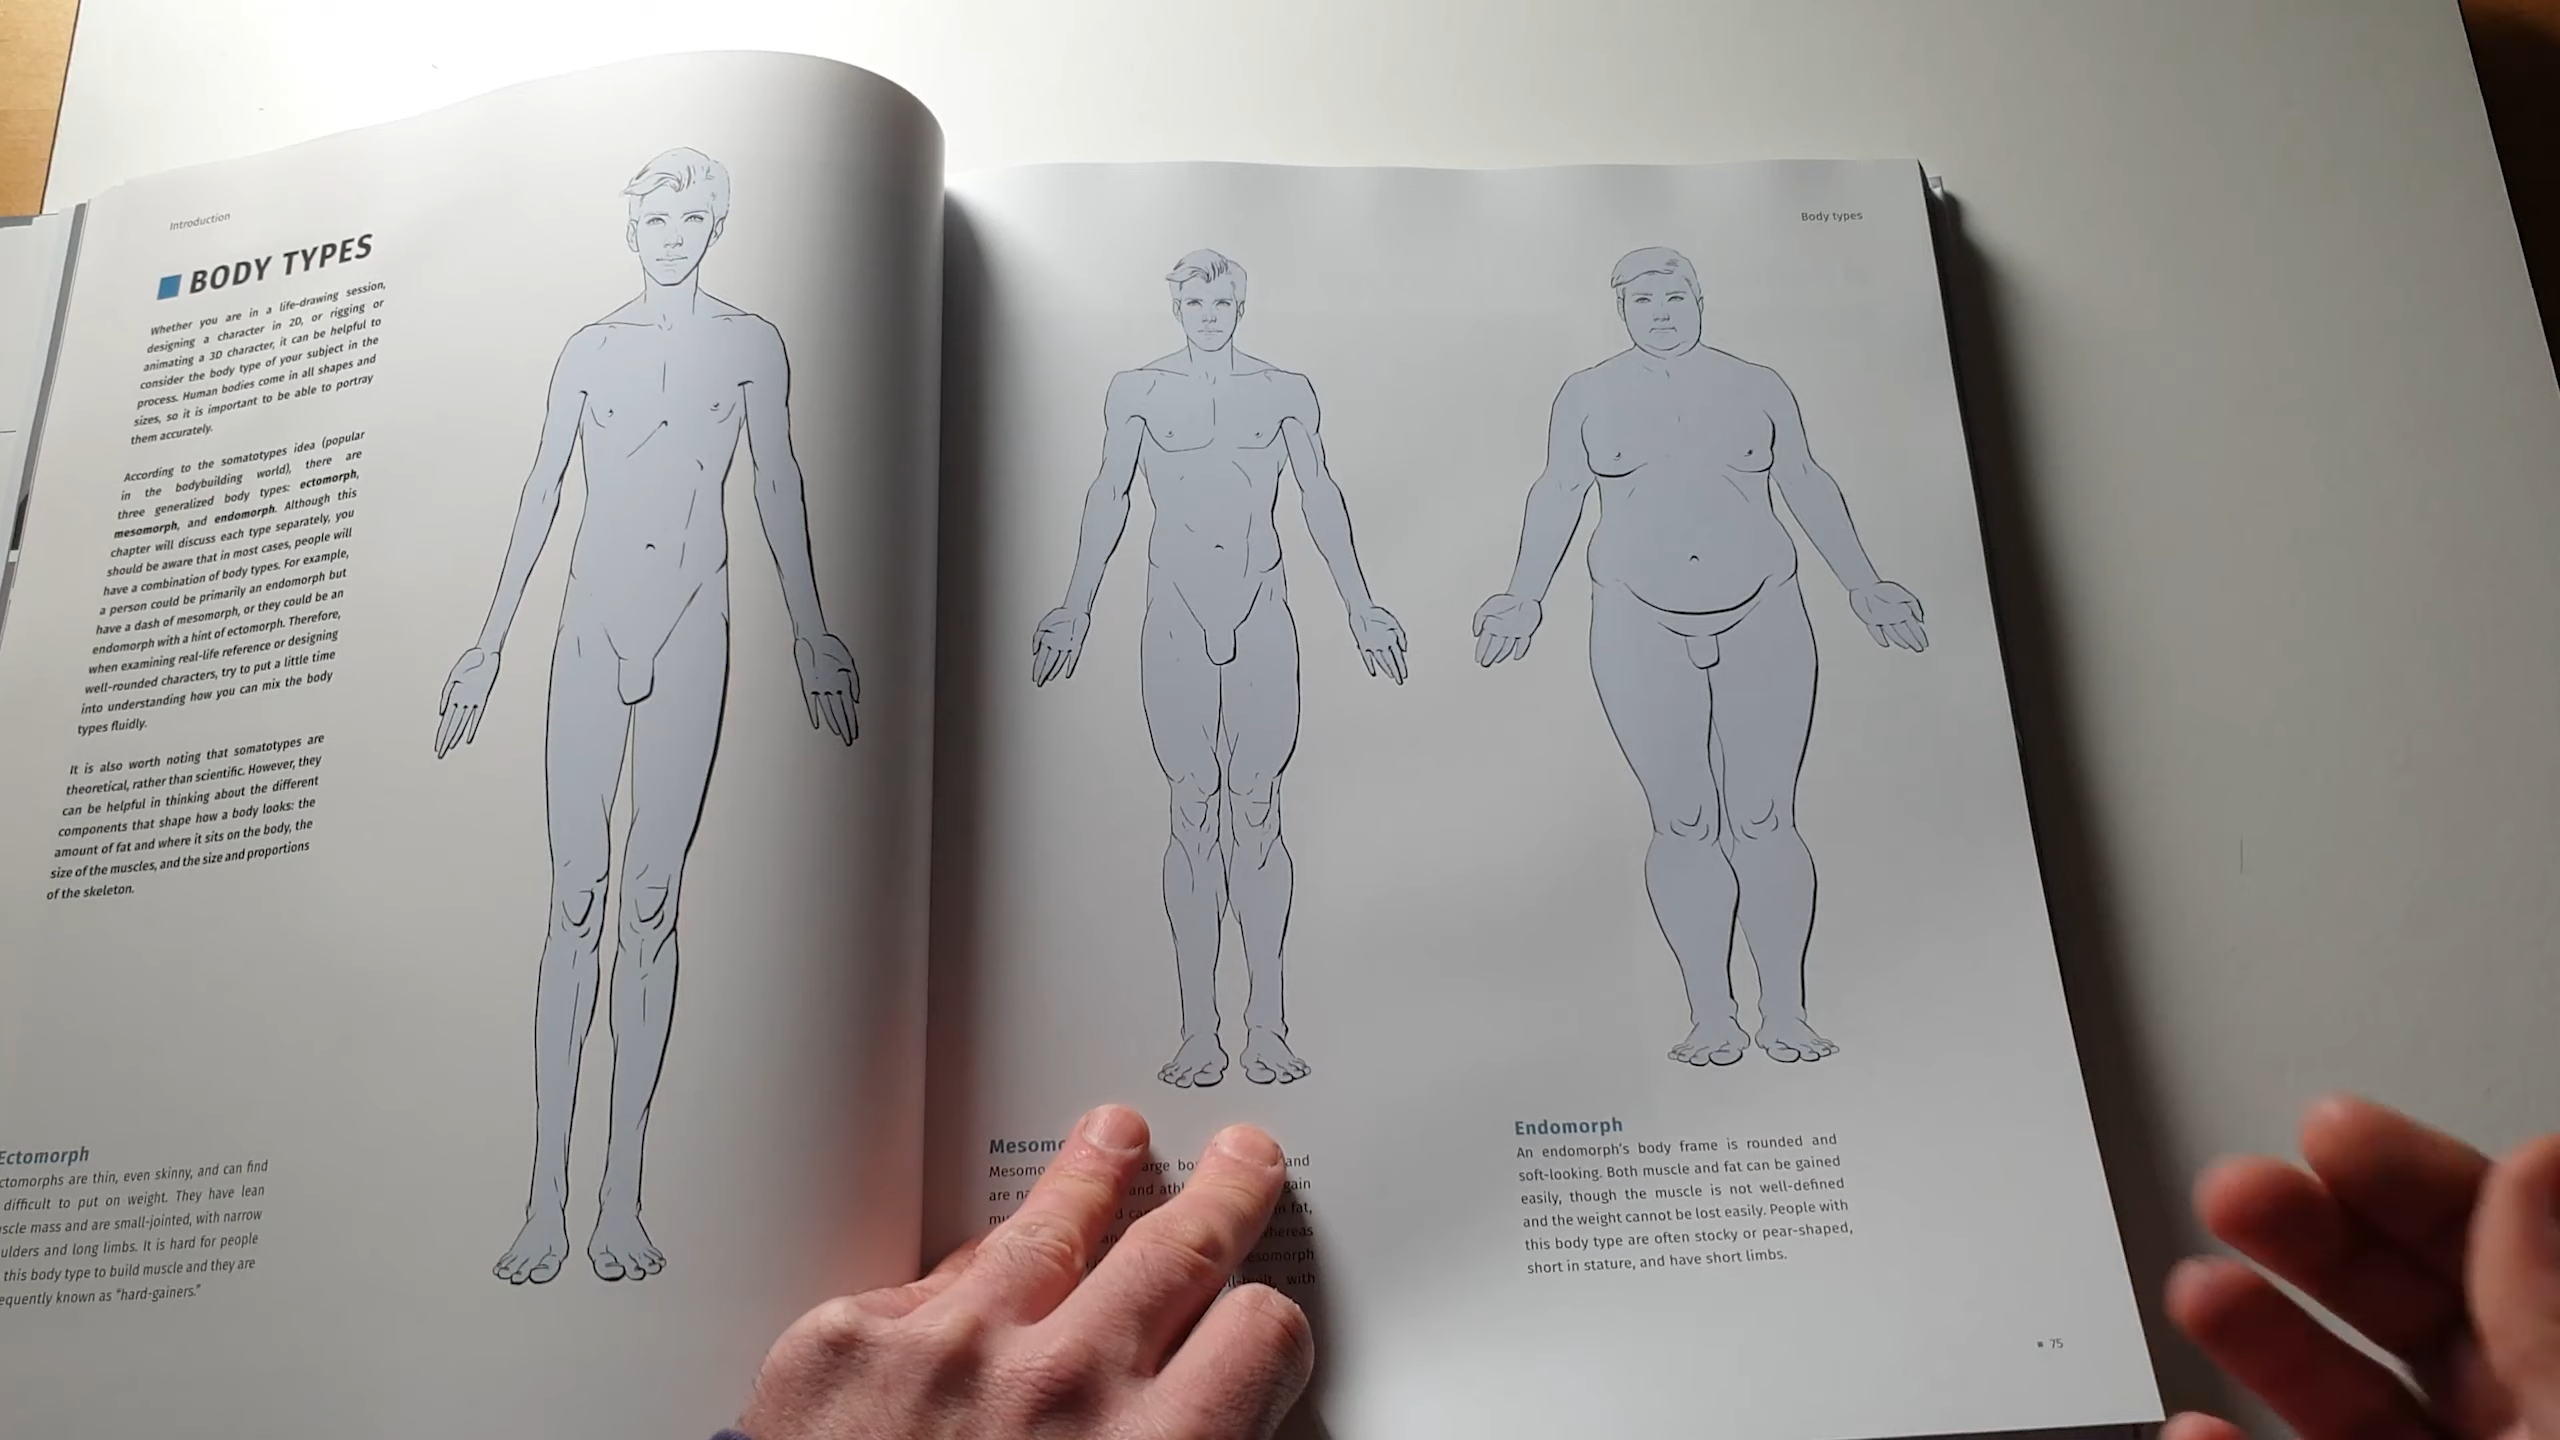 Introduction
BODY TYPES
Whether you are in a life-drawing session,
designing a character in 2D, or rigging or
animating a 3D character, it can be helpful to
consider the body type of your subject in the
process. Human bodies come in all shapes and
sizes, so it is important to be able to portray
them accurately.
According to the somatotypes idea (popular
in the bodybuilding world), there are
three generalized body types: ectomorph,
mesomorph, and endomorph. Although this
chapter will discuss each type separately, you
should be aware that in most cases, people will
have a combination of body types. For example,
a person could be primarily an endomorph but
have a dash of mesomorph, or they could be an
endomorph with a hint of ectomorph. Therefore,
when examining real-life reference or designing
well-rounded characters, try to put a little time
into understanding how you can mix the body
types fluidly.
It is also worth noting that somatotypes are
theoretical, rather than scientific. However, they
can be helpful in thinking about the different
components that shape how a body looks: the
amount of fat and where it sits on the body, the
size of the muscles, and the size and proportions
of the skeleton.
Ectomorph
ctomorphs are thin, even skinny, and can find
difficult to put on weight. They have lean
scle mass and are small-jointed, with narrow
ulders and long limbs. It is hard for people
this body type to build muscle and they are
equently known as "hard-gainers."
Body types
Mesomo
Mesomo arge bo and
are na and athl gain
mu fat,
whereas
esomorph
with
Endomorph
An endomorph's body frame is rounded and
soft-looking. Both muscle and fat can be gained
easily, though the muscle is not well-defined
and the weight cannot be lost easily. People with
this body type are often stocky or pear-shaped,
short in stature, and have short limbs.
75